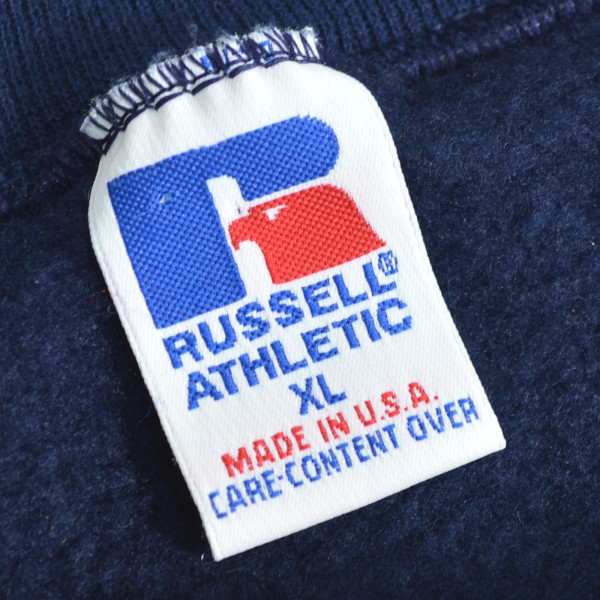 RUSSELL®
ATHLETIC
XL
MADE IN U.S.A.
CARE-CONTENT OVER